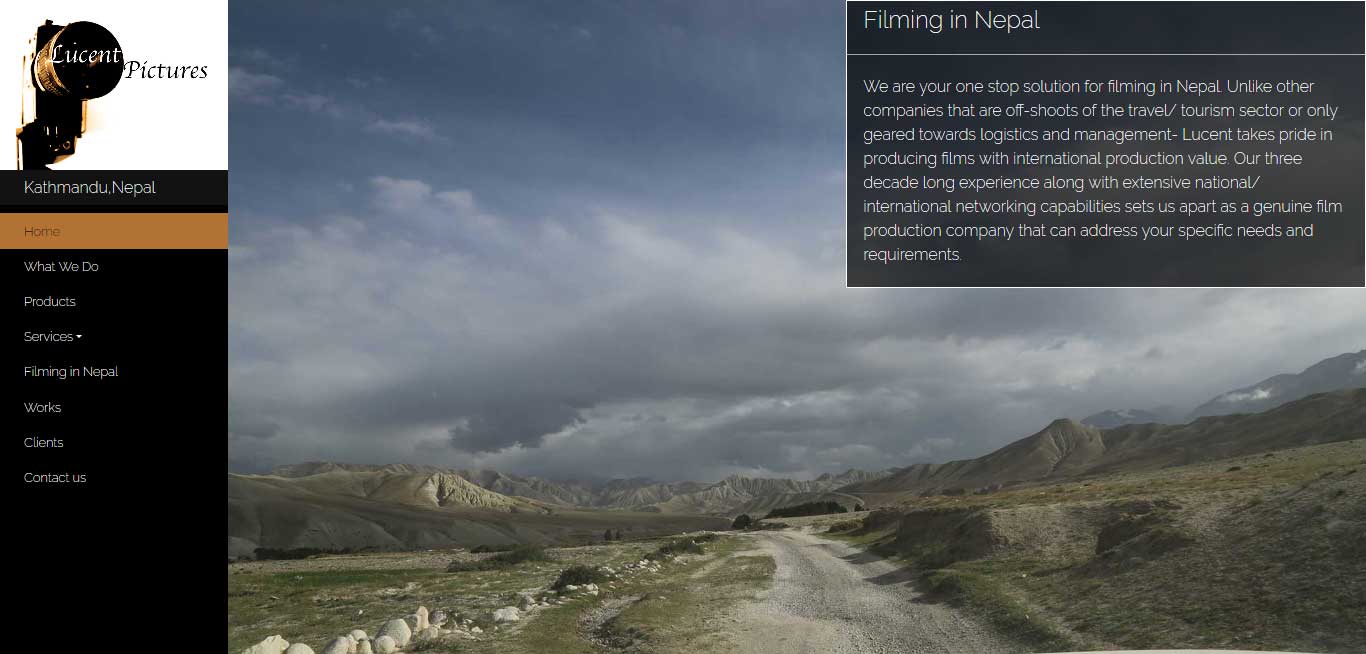 Lucent
Pictures
Kathmandu,Nepal
Home
What We Do
Products
Services
Filming in Nepal
Works
Clients
Contact us
Filming in Nepal
We are your one stop solution for filming in Nepal. Unlike other
companies that are off-shoots of the travel/ tourism sector or only
geared towards logistics and management- Lucent takes pride in
producing films with international production value. Our three
decade long experience along with extensive national/
international networking capabilities sets us apart as a genuine film
production company that can address your specific needs and
requirements.